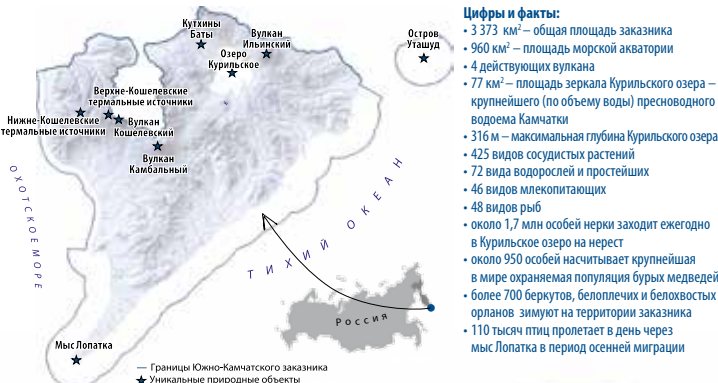 Кутхины
Баты
Вулкан
Ильинский
Озеро
Курильское
Остров
Уташуд
Верхне-Кошелевские
термальные источники
Нижне-Кошелевские
термальные источники
Вулкан
Кошелевский
Вулкан
Камбальный
ОХОТСКОЕ МОРЕ
ТИХИЙ ОКЕАН
Россия
Мыс Лопатка
— Границы Южно-Камчатского заказника
★ Уникальные природные объекты
Цифры и факты:
• 3 373 км² – общая площадь заказника
• 960 км² – площадь морской акватории
• 4 действующих вулкана
• 77 км² – площадь зеркала Курильского озера –
крупнейшего (по объему воды) пресноводного
водоема Камчатки
• 316 м – максимальная глубина Курильского озера
• 425 видов сосудистых растений
• 72 вида водорослей и простейших
• 46 видов млекопитающих
• 48 видов рыб
• около 1,7 млн особей нерки заходит ежегодно
в Курильское озеро на нерест
• около 950 особей насчитывает крупнейшая
в мире охраняемая популяция бурых медведей
• более 700 беркутов, белоплечих и белохвостых
орланов зимуют на территории заказника
• 110 тысяч птиц пролетает в день через
мыс Лопатка в период осенней миграции